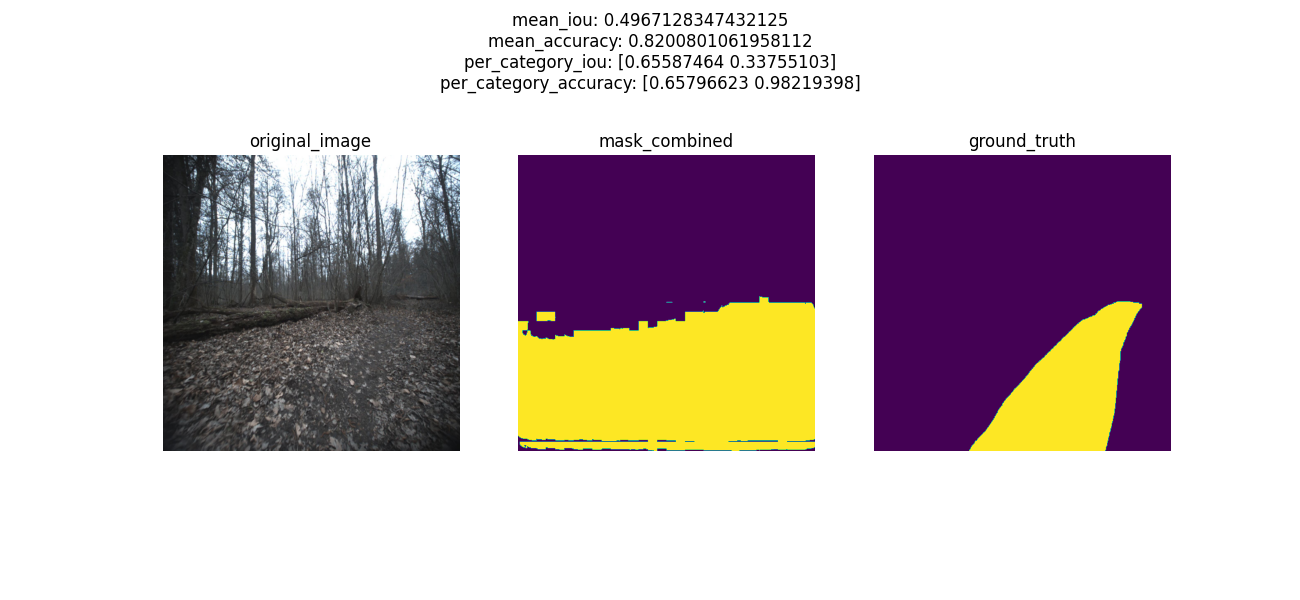 mean_iou: 0.4967128347432125
mean_accuracy: 0.8200801061958112
per_category_iou: [0.65587464 0.33755103]
per_category_accuracy: [0.65796623 0.98219398]
original_image
mask_combined
ground_truth